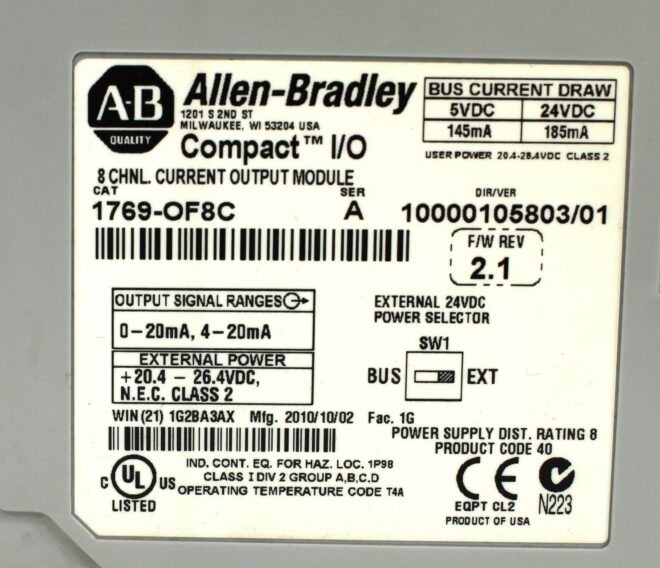 A-B
QUALITY
Allen-Bradley
1201 S 2ND ST
MILWAUKEE, WI 53204 USA
Compact™ I/O
BUS CURRENT DRAW
5VDC 24VDC
145mA 185mA
USER POWER 20.4-26.4VDC CLASS 2
8 CHNL. CURRENT OUTPUT MODULE
CAT SER DIR/VER
1769-OF8C A 10000105803/01
F/W REV
2.1
OUTPUT SIGNAL RANGES
0-20mA, 4-20mA
EXTERNAL POWER
+20.4 - 26.4VDC,
N.E.C. CLASS 2
EXTERNAL 24VDC
POWER SELECTOR
SW1
BUS EXT
WIN (21) 1G2BA3AX Mfg. 2010/10/02 Fac. 1G
POWER SUPPLY DIST. RATING 8
PRODUCT CODE 40
C UL US
LISTED
IND. CONT. EQ. FOR HAZ. LOC. 1P98
CLASS I DIV 2 GROUP A,B,C,D
OPERATING TEMPERATURE CODE T4A
CE
EQPT CL2
PRODUCT OF USA
N223